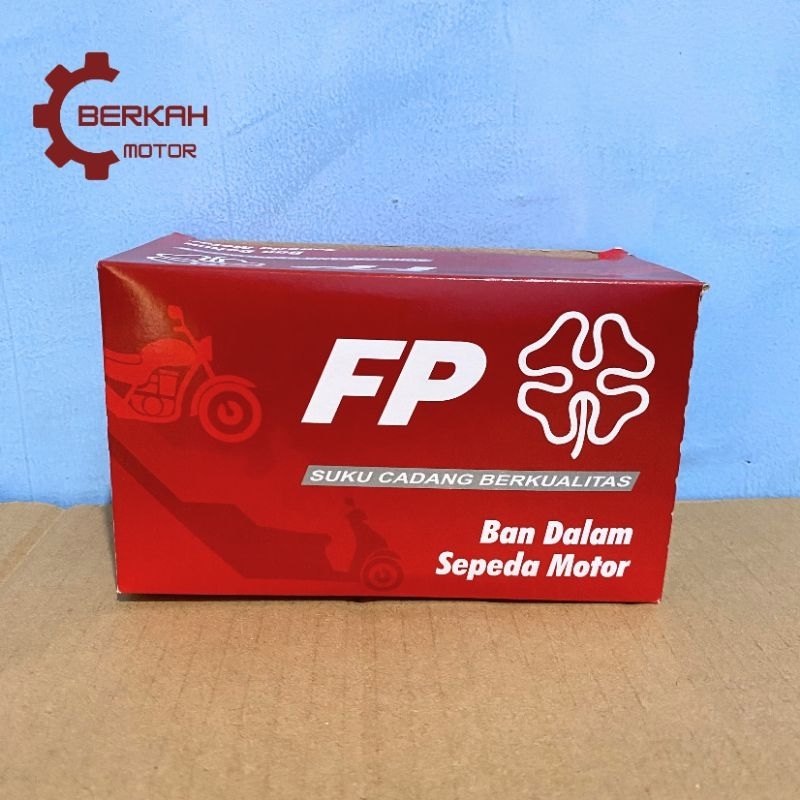 BERKAH
MOTOR
FP
SUKU CADANG BERKUALITAS
Ban Dalam
Sepeda Motor